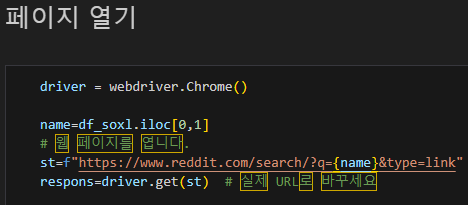 페이지 열기
driver = webdriver.Chrome()
name=df_soxl.iloc[0,1]
# 웹 페이지를 엽니다.
st=f"https://www.reddit.com/search/?q={name}&type=link"
respons=driver.get(st)  # 실제 URL로 바꾸세요